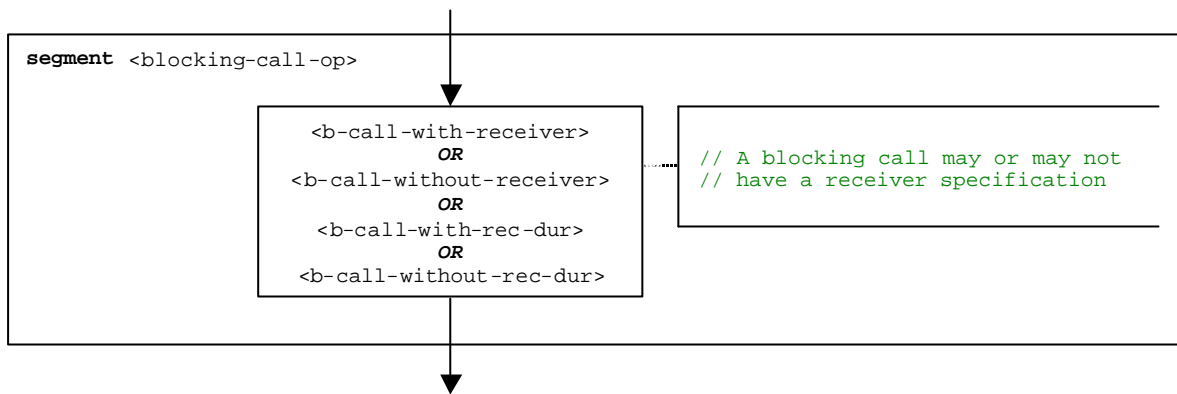 segment <blocking-call-op>
<b-call-with-receiver>
OR
<b-call-without-receiver>
OR
<b-call-with-rec-dur>
OR
<b-call-without-rec-dur>
// A blocking call may or may not
// have a receiver specification